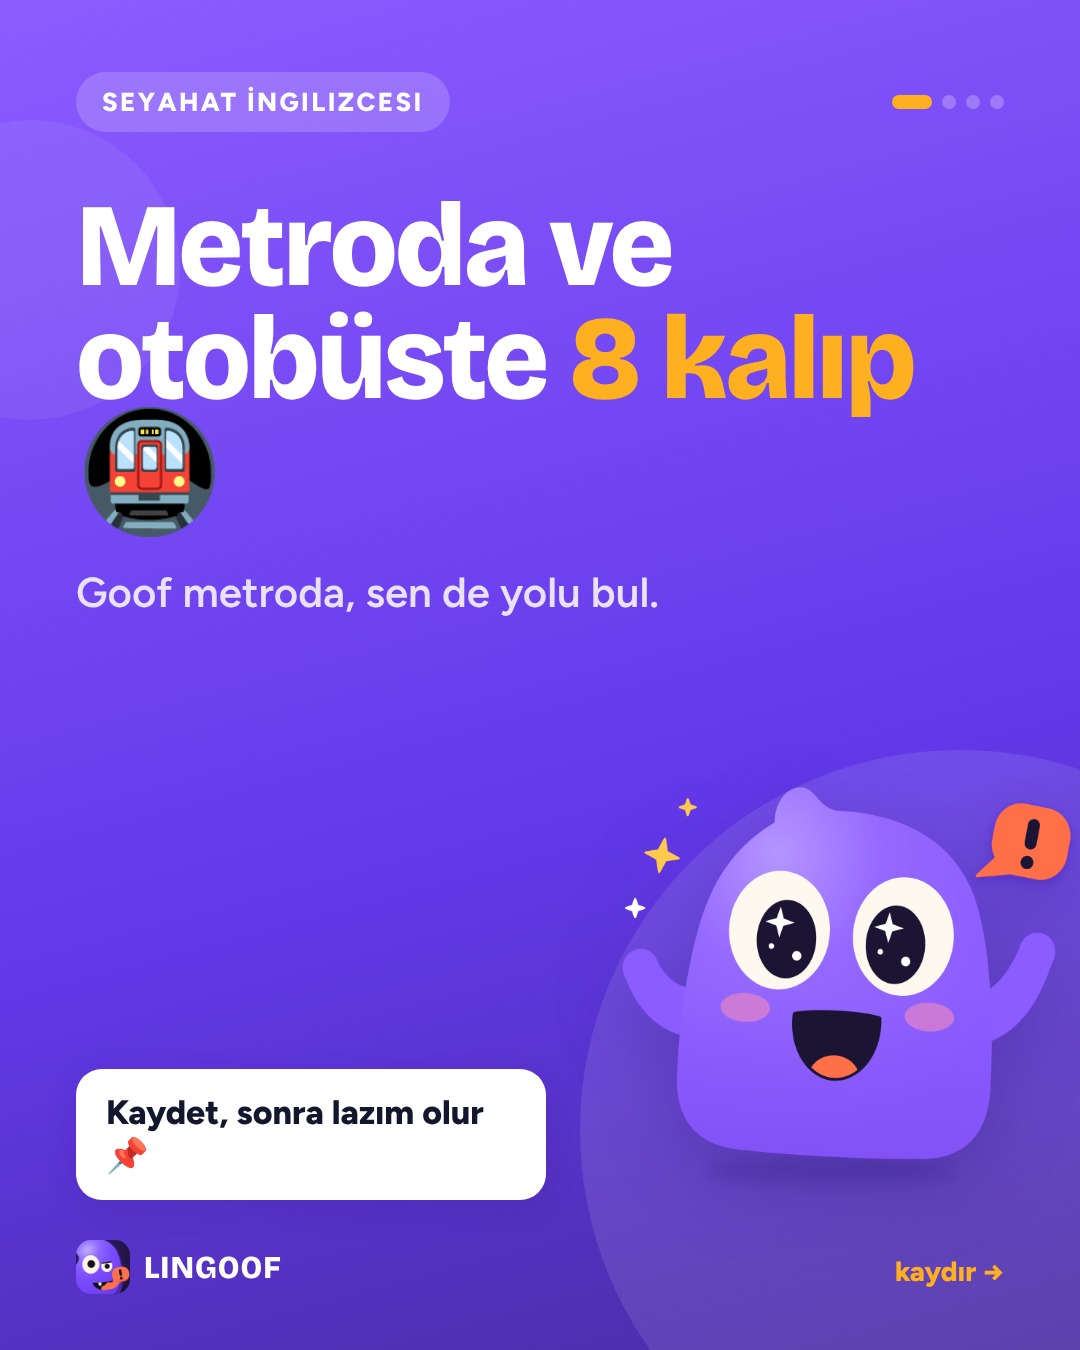 SEYAHAT İNGILIZCESI
Metroda ve
otobüste 8 kalıp
🚇
Goof metroda, sen de yolu bul.
!
Kaydet, sonra lazım olur
📌
LINGOOF
kaydır →